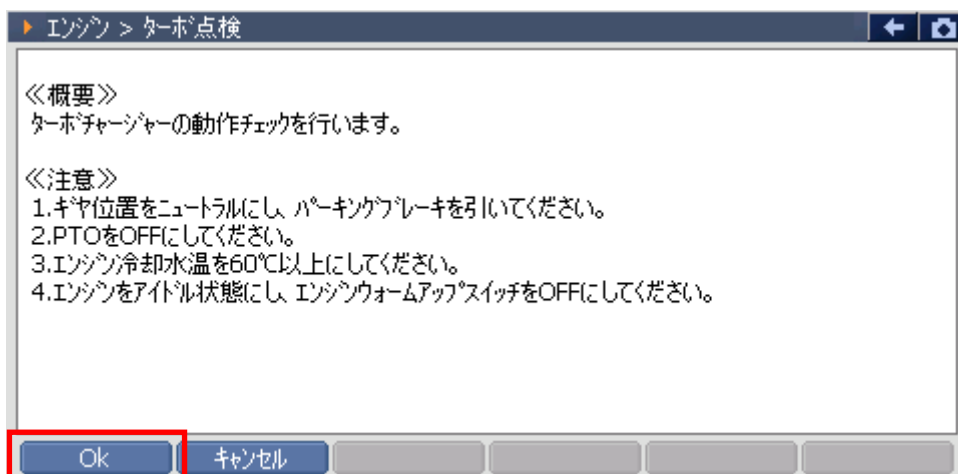 エンジン > ターボ点検
≪概要≫
ターボチャージャーの動作チェックを行います。
≪注意≫
1.ギヤ位置をニュートラルにし、パーキングブレーキを引いてください。
2.PTOをOFFにしてください。
3.エンジン冷却水温を60℃以上にしてください。
4.エンジンをアイドル状態にし、エンジンウォームアップスイッチをOFFにしてください。
Ok
キャンセル